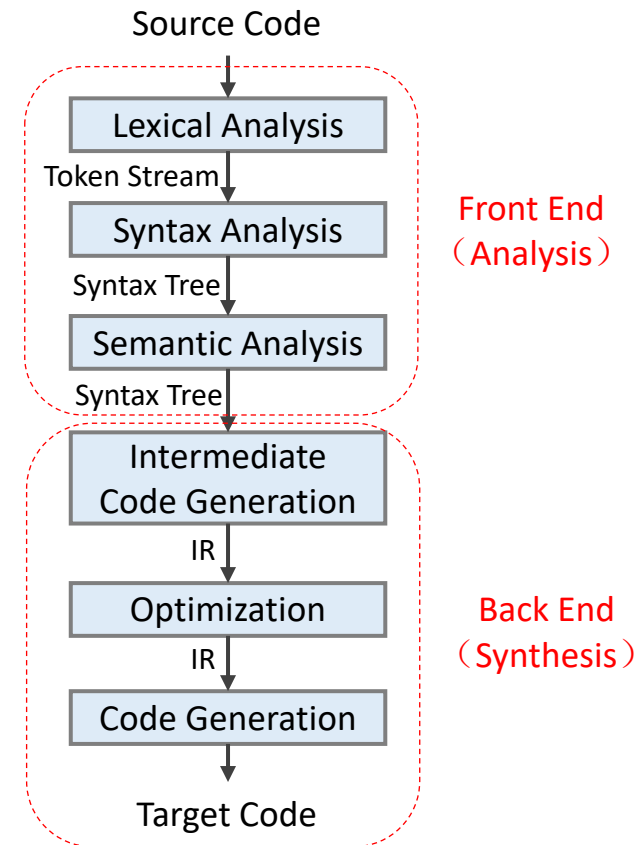 Source Code
Lexical Analysis
Token Stream
Syntax Analysis
Syntax Tree
Semantic Analysis
Syntax Tree
Front End
（Analysis）
Intermediate
Code Generation
IR
Optimization
IR
Code Generation
Target Code
Back End
（Synthesis）